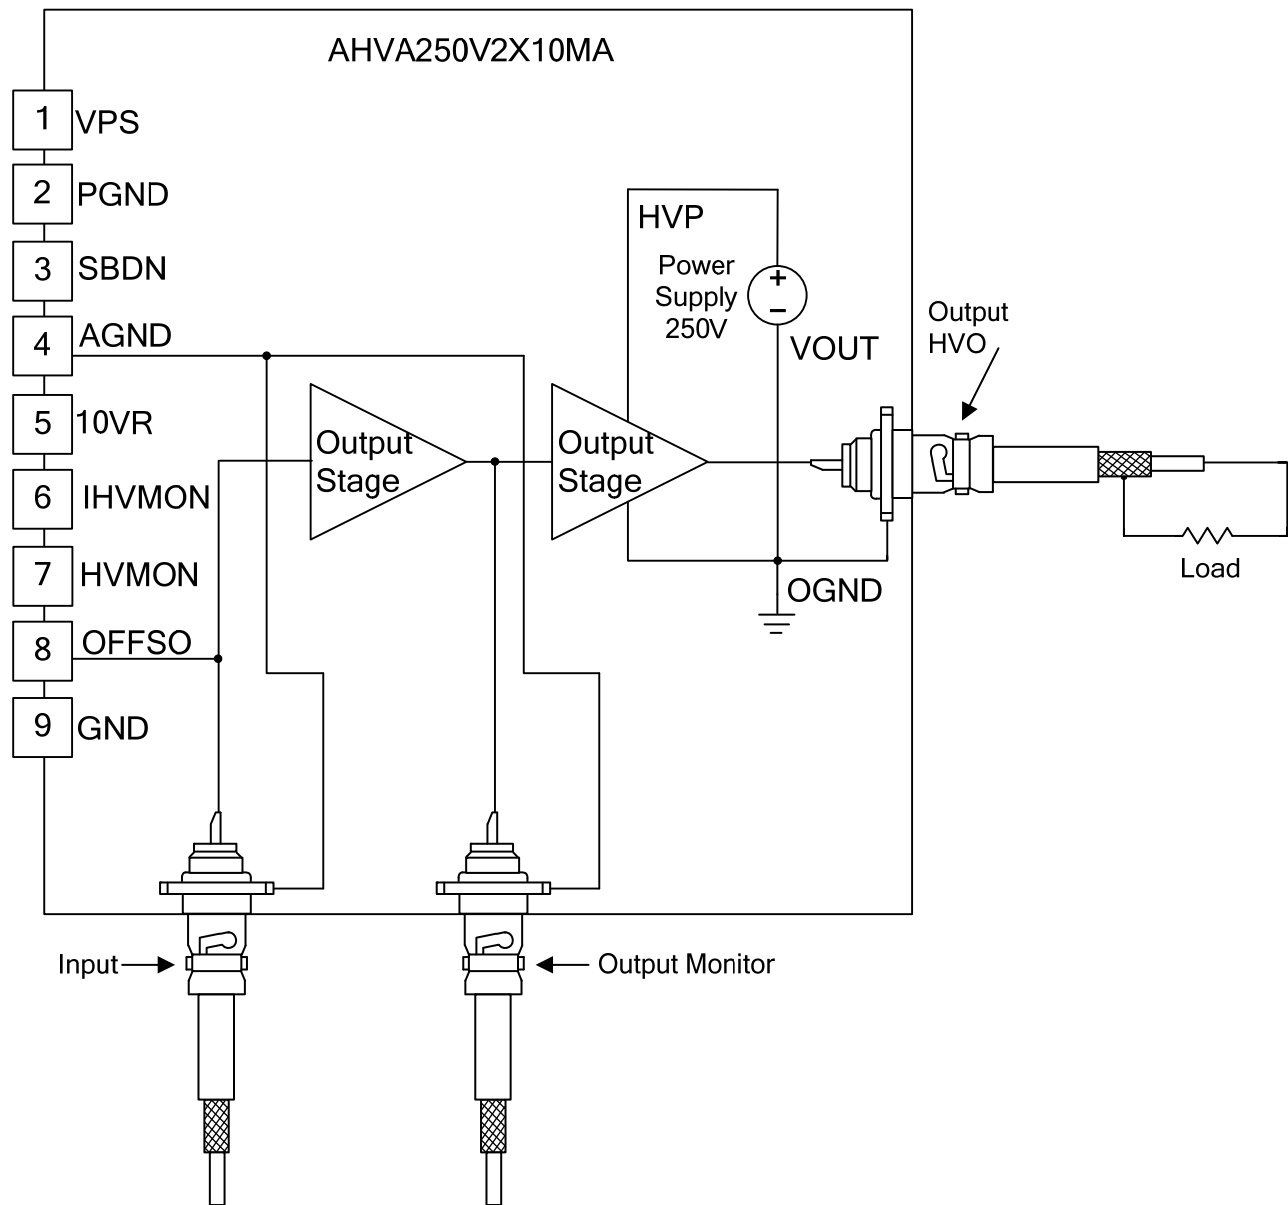 AHVA250V2X10MA
1 VPS
2 PGND
3 SBDN
4 AGND
5 10VR
6 IHVMON
7 HVMON
8 OFFSO
9 GND
HVP
Power
Supply
250V
+
−
VOUT
Output
HVO
Output
Stage
Output
Stage
OGND
Load
Input
Output Monitor